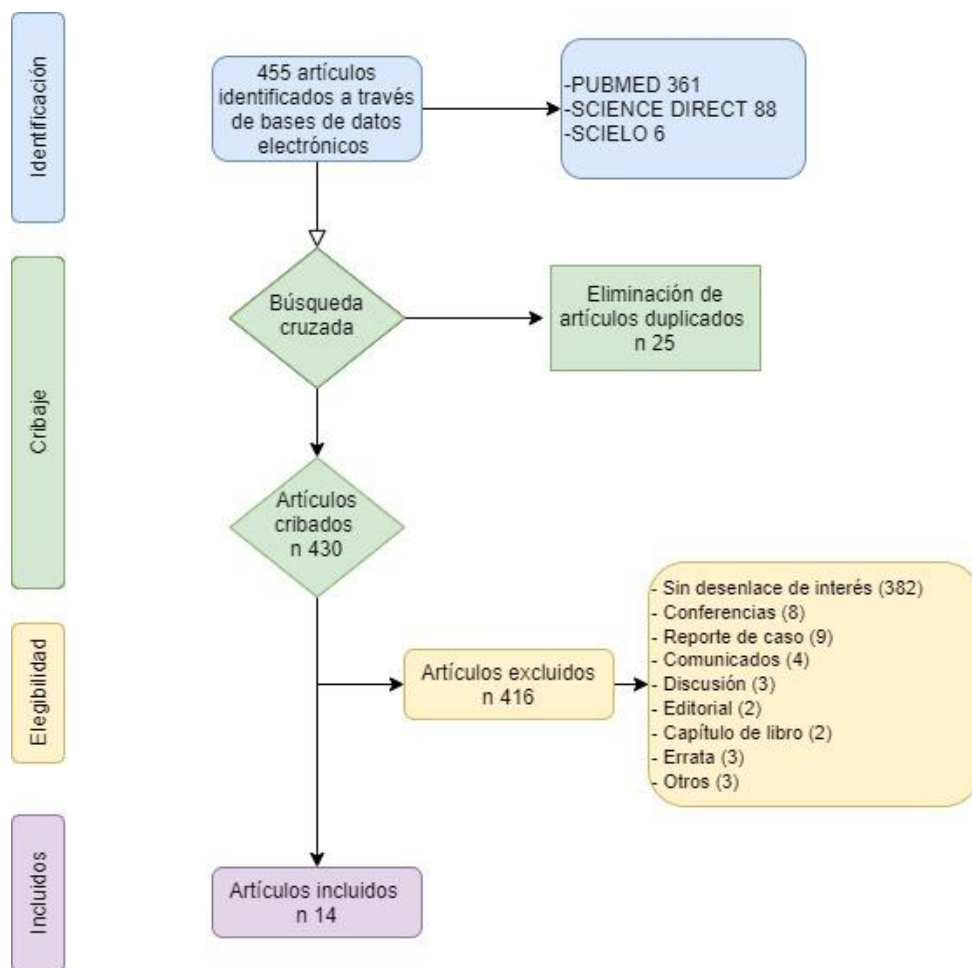 Identificación
455 artículos
identificados a través
de bases de datos
electrónicos
-PUBMED 361
-SCIENCE DIRECT 88
-SCIELO 6
Cribaje
Búsqueda
cruzada
Eliminación de
artículos duplicados
n 25
Artículos
cribados
n 430
Elegibilidad
Artículos excluidos
n 416
- Sin desenlace de interés (382)
- Conferencias (8)
- Reporte de caso (9)
- Comunicados (4)
- Discusión (3)
- Editorial (2)
- Capítulo de libro (2)
- Errata (3)
- Otros (3)
Incluidos
Artículos incluidos
n 14